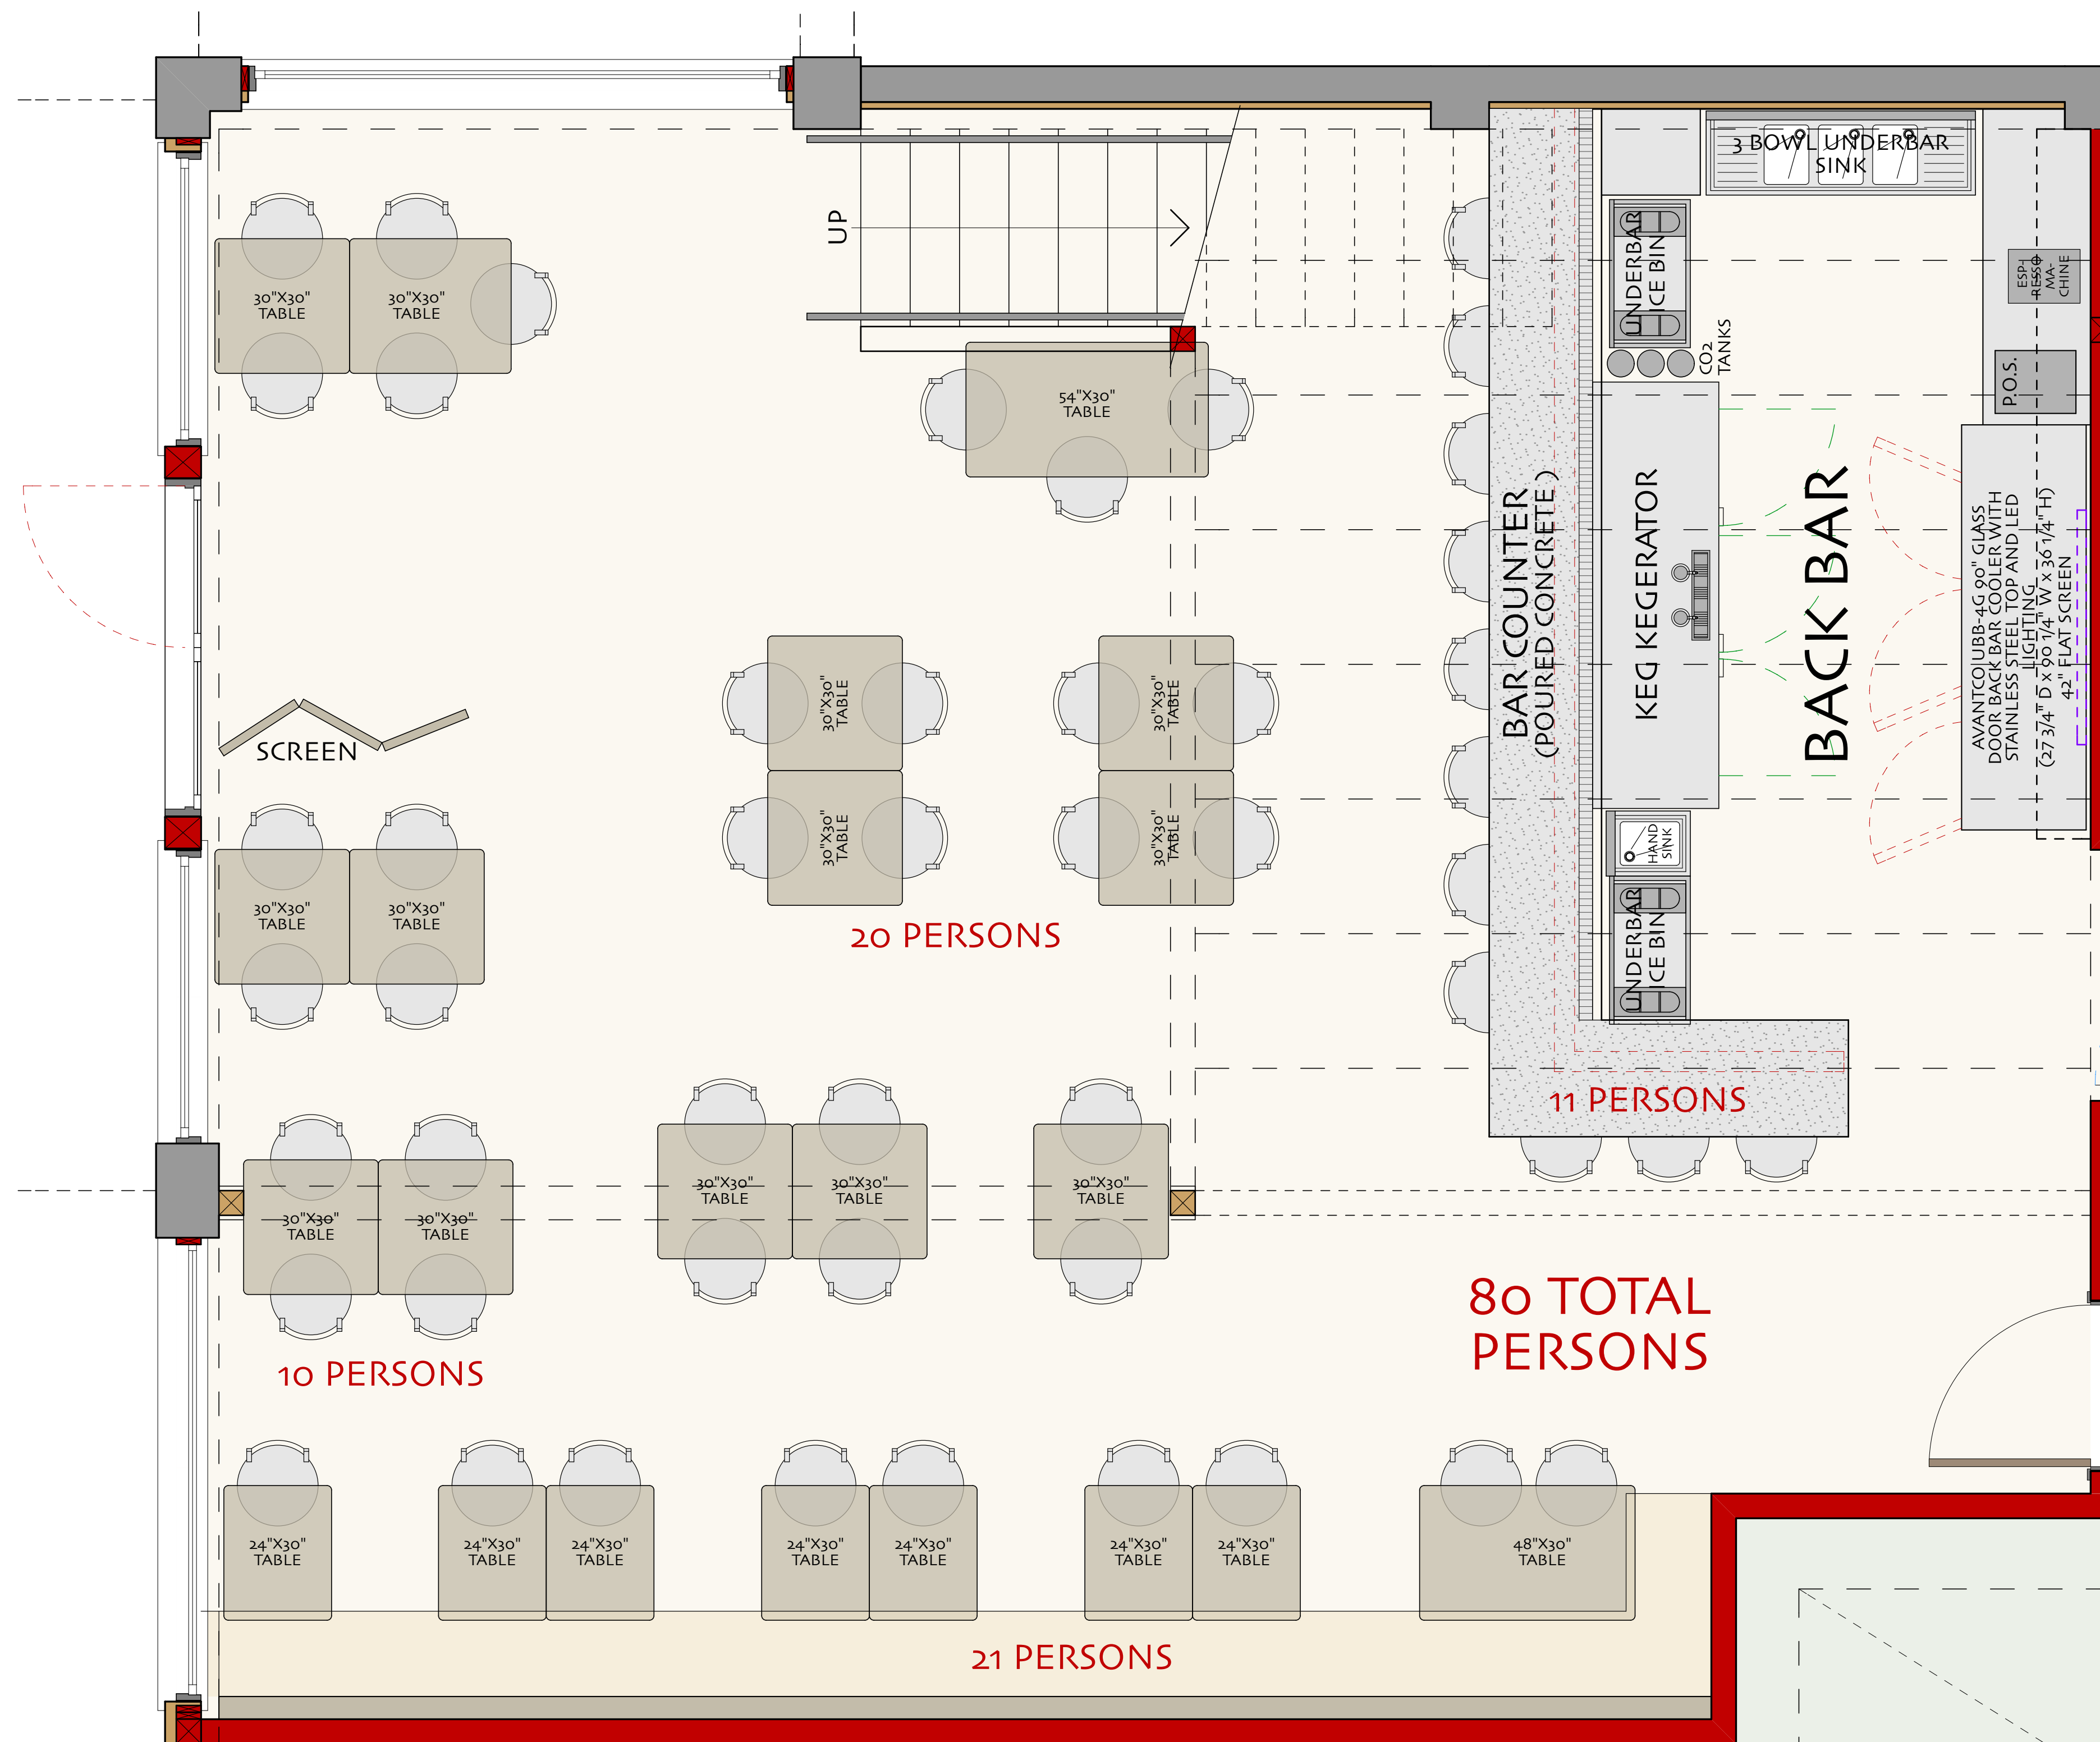 3 BOWL UNDERBAR
SINK
UP
UNDERBAR
ICE BIN
ESP-
RESSO
MA-
CHINE
30"X30"
TABLE
30"X30"
TABLE
CO2
TANKS
P.O.S.
54"X30"
TABLE
BAR COUNTER
(POURED CONCRETE )
KEG KEGERATOR
BACK BAR
AVANTCO UBB-4G 90" GLASS
DOOR BACK BAR COOLER WITH
STAINLESS STEEL TOP AND LED
LIGHTING
(27 3/4" D x 90 1/4" W x 36 1/4" H)
42" FLAT SCREEN
30"X30"
TABLE
30"X30"
TABLE
SCREEN
30"X30"
TABLE
30"X30"
TABLE
HAND
SINK
30"X30"
TABLE
30"X30"
TABLE
UNDERBAR
ICE BIN
20 PERSONS
11 PERSONS
30"X30"
TABLE
30"X30"
TABLE
30"X30"
TABLE
30"X30"
TABLE
30"X30"
TABLE
80 TOTAL
PERSONS
10 PERSONS
24"X30"
TABLE
24"X30"
TABLE
24"X30"
TABLE
24"X30"
TABLE
24"X30"
TABLE
24"X30"
TABLE
24"X30"
TABLE
48"X30"
TABLE
21 PERSONS